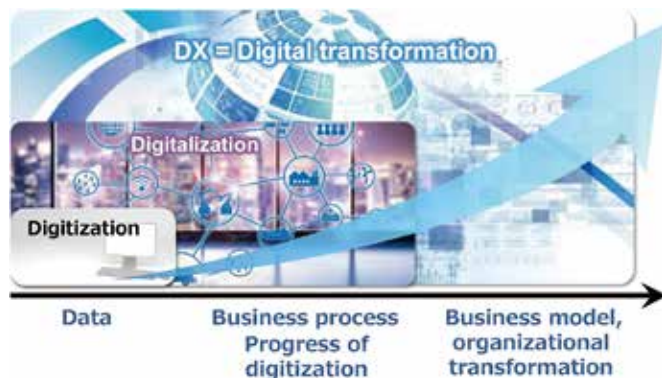 DX = Digital transformation
Digitalization
Digitization
Data
Business process
Progress of
digitization
Business model,
organizational
transformation